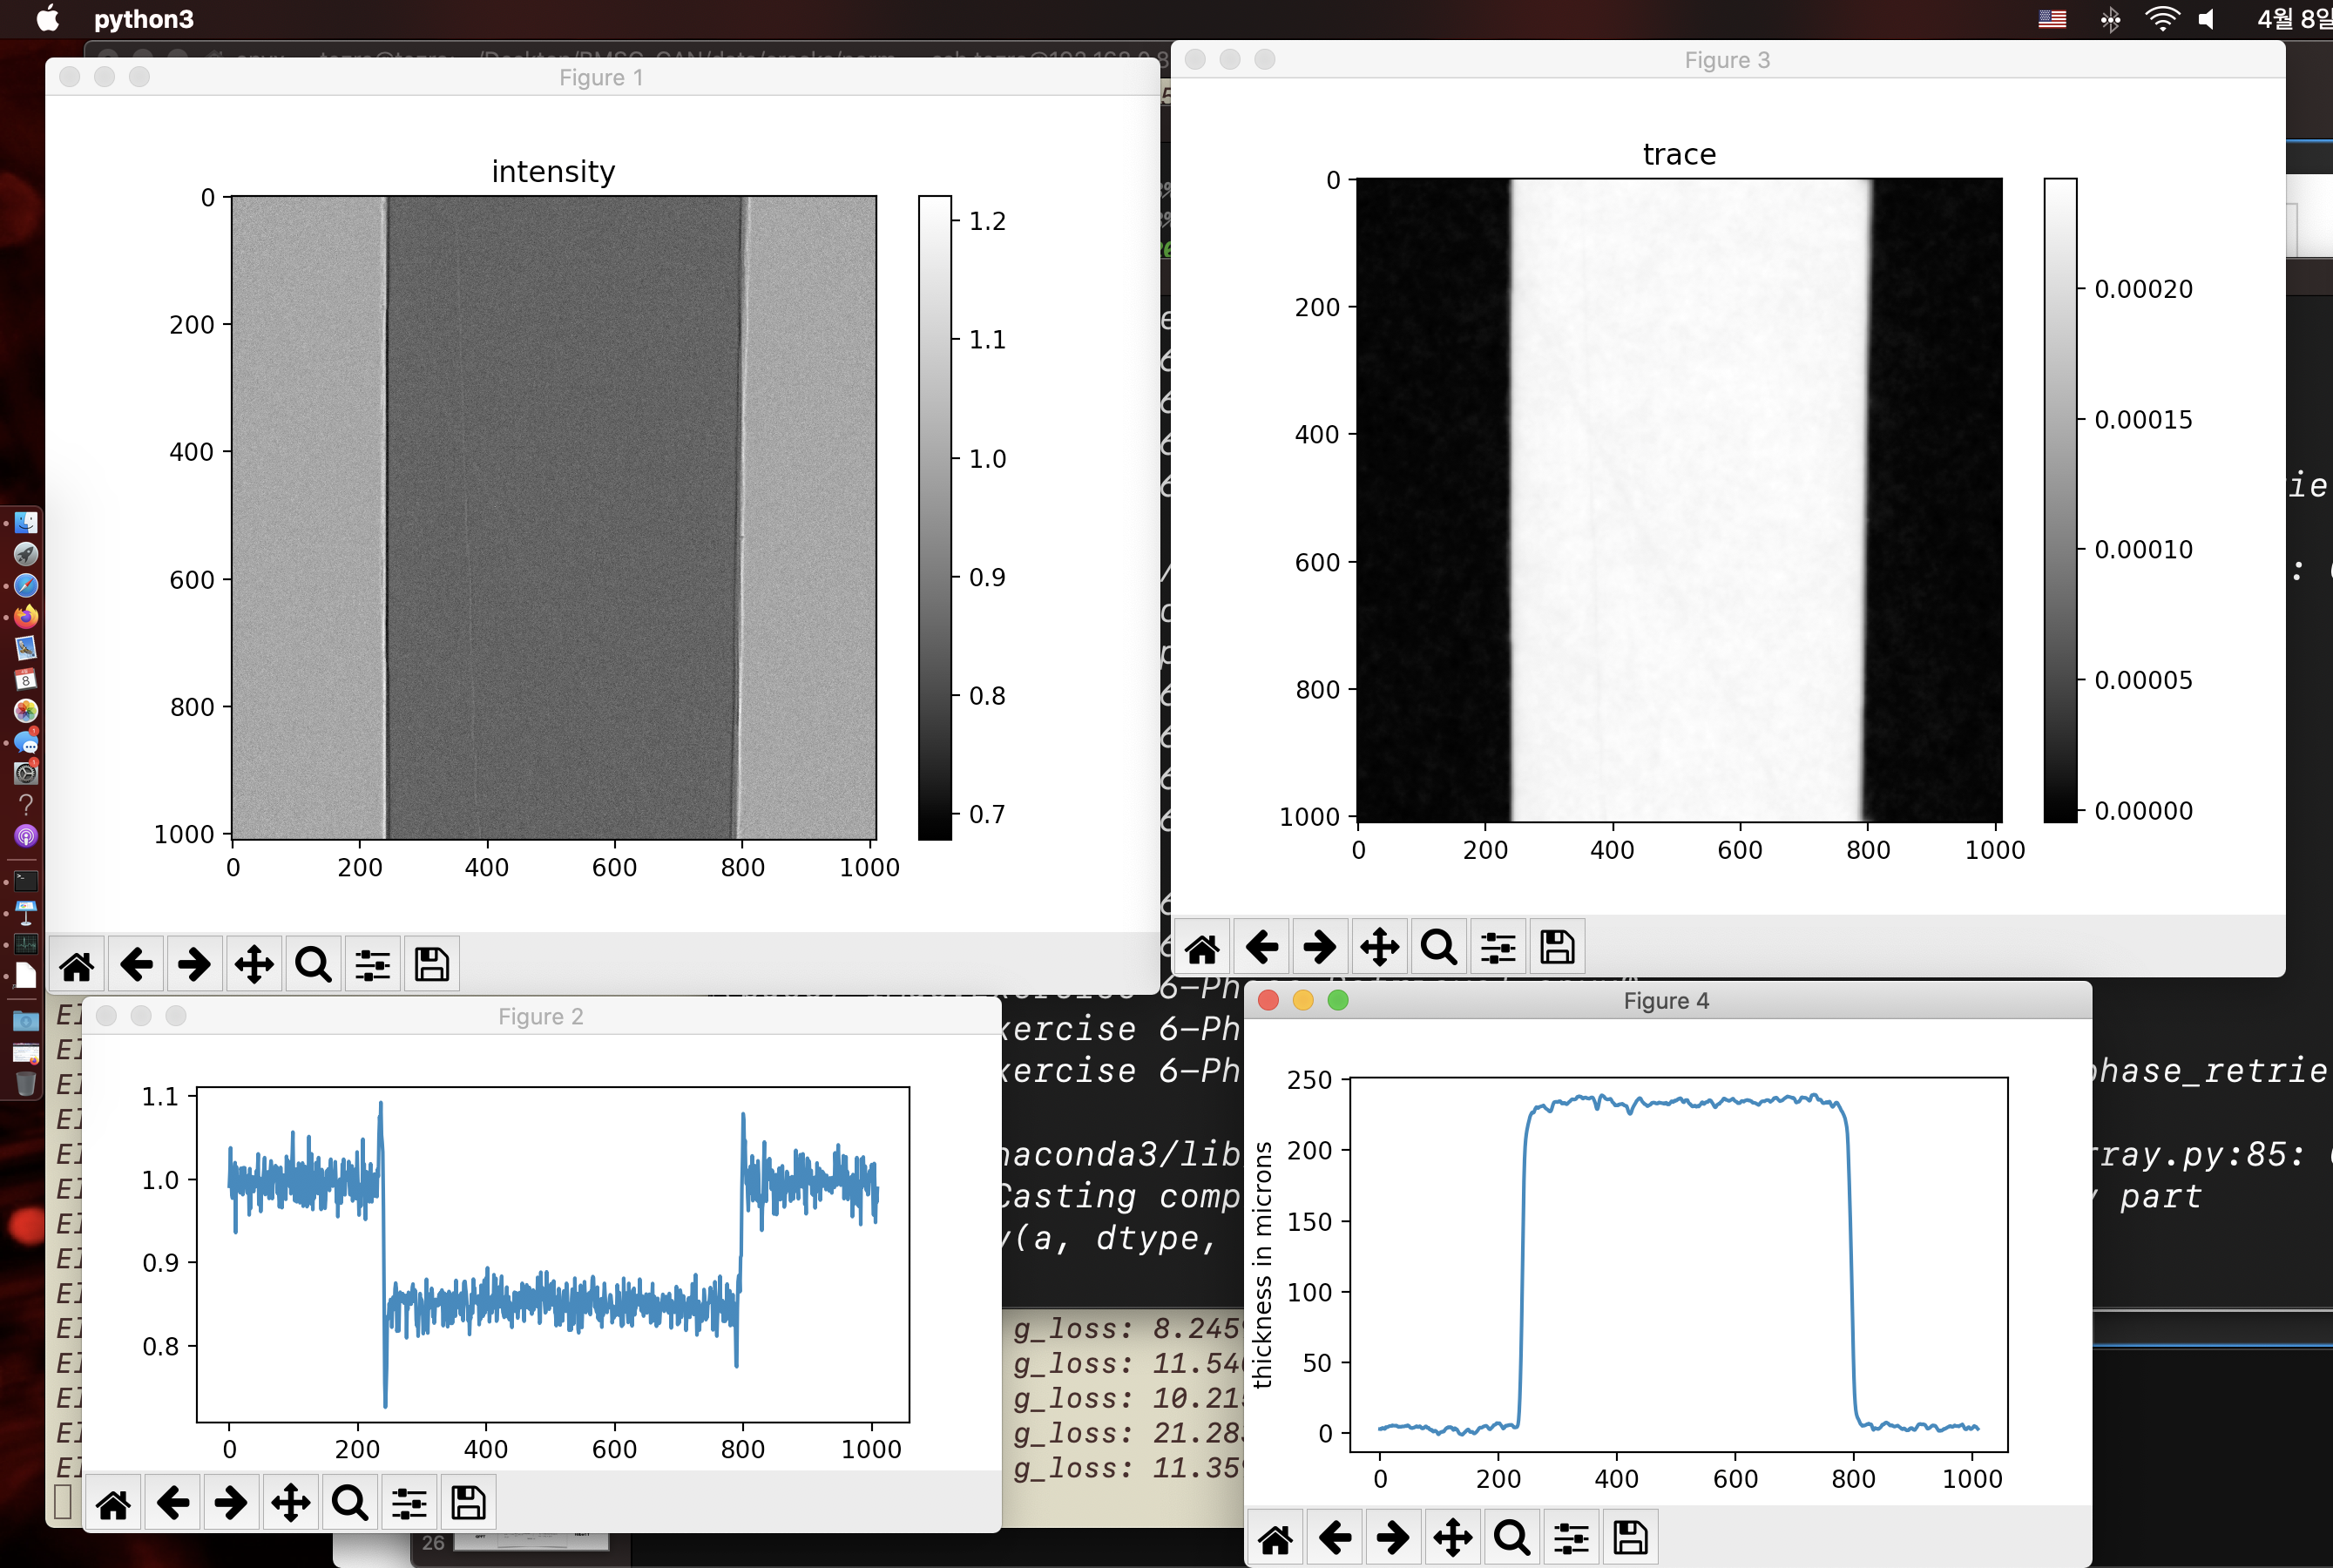 python3
4월 8일
Figure 1
intensity
0
200
400
600
800
1000
0 200 400 600 800 1000
1.2
1.1
1.0
0.9
0.8
0.7
Figure 3
trace
0
200
400
600
800
1000
0 200 400 600 800 1000
0.00020
0.00015
0.00010
0.00005
0.00000
Figure 2
1.1
1.0
0.9
0.8
0 200 400 600 800 1000
Figure 4
thickness in microns
250
200
150
100
50
0
0 200 400 600 800 1000
ercise 6-Ph
ercise 6-Ph
hase_retrie
naconda3/lib
rray.py:85:
Casting comp
part
(a, dtype,
g_loss: 8.245
g_loss: 11.54
g_loss: 10.21
g_loss: 21.28
g_loss: 11.35
26